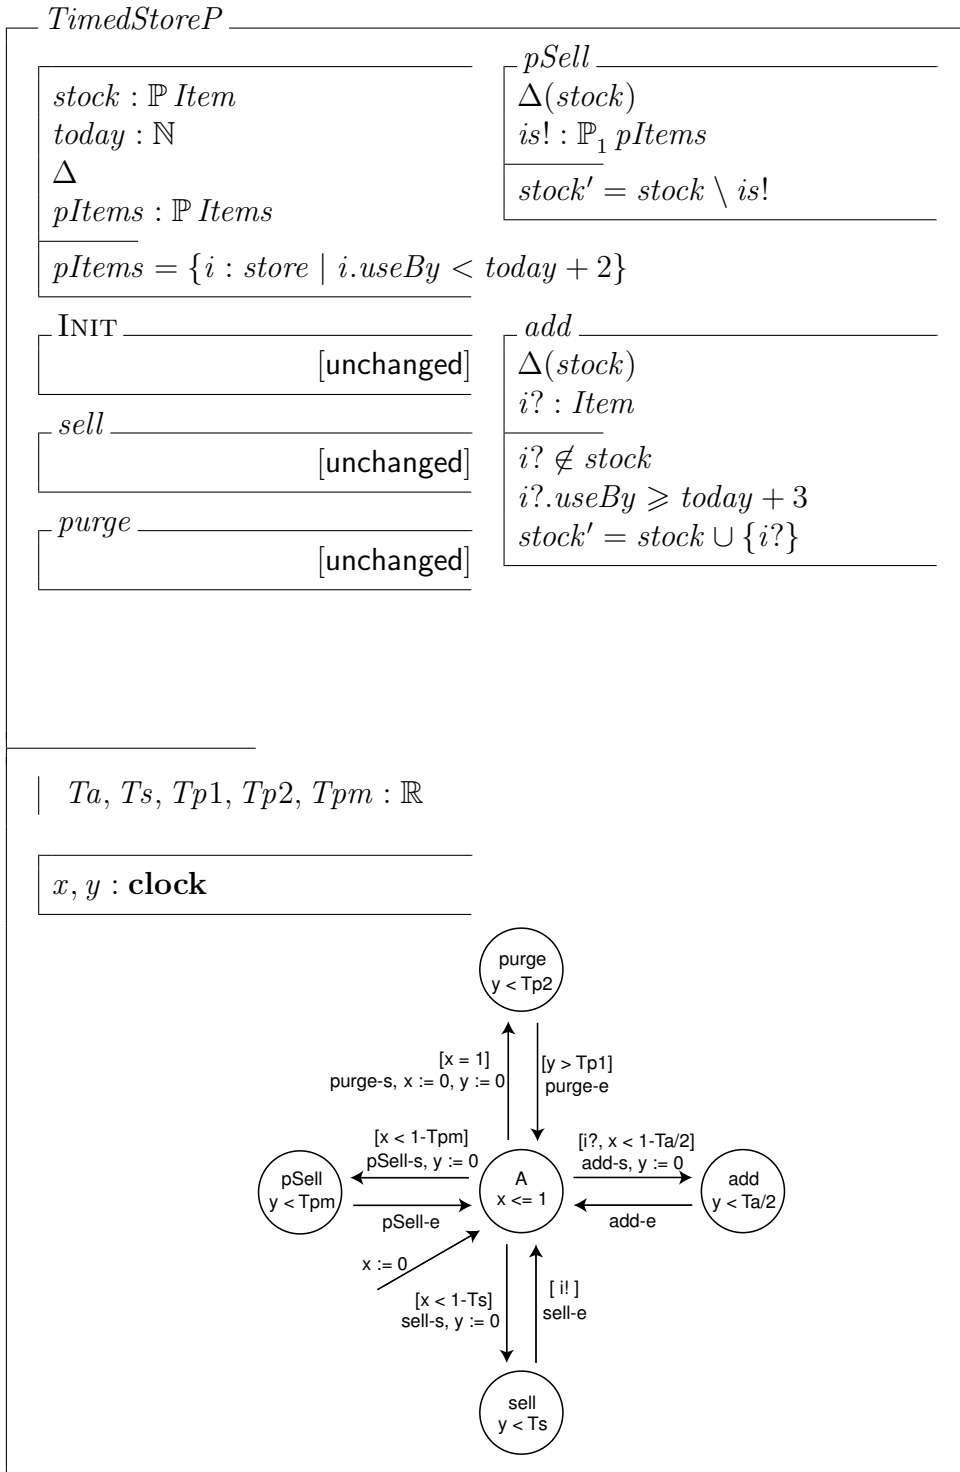 TimedStoreP
stock : ℙ Item
today : ℕ
Δ
pItems : ℙ Items
pItems = {i : store | i.useBy < today + 2}
pSell
Δ(stock)
is! : ℙ₁ pItems
stock′ = stock \ is!
INIT
[unchanged]
sell
[unchanged]
purge
[unchanged]
add
Δ(stock)
i? : Item
i? ∉ stock
i?.useBy ⩾ today + 3
stock′ = stock ∪ {i?}
Ta, Ts, Tp1, Tp2, Tpm : ℝ
x, y : clock
purge
y < Tp2
[x = 1]
purge-s, x := 0, y := 0
[y > Tp1]
purge-e
[x < 1-Tpm]
pSell-s, y := 0
[i?, x < 1-Ta/2]
add-s, y := 0
pSell
y < Tpm
A
x <= 1
add
y < Ta/2
pSell-e
add-e
x := 0
[x < 1-Ts]
sell-s, y := 0
[ i! ]
sell-e
sell
y < Ts